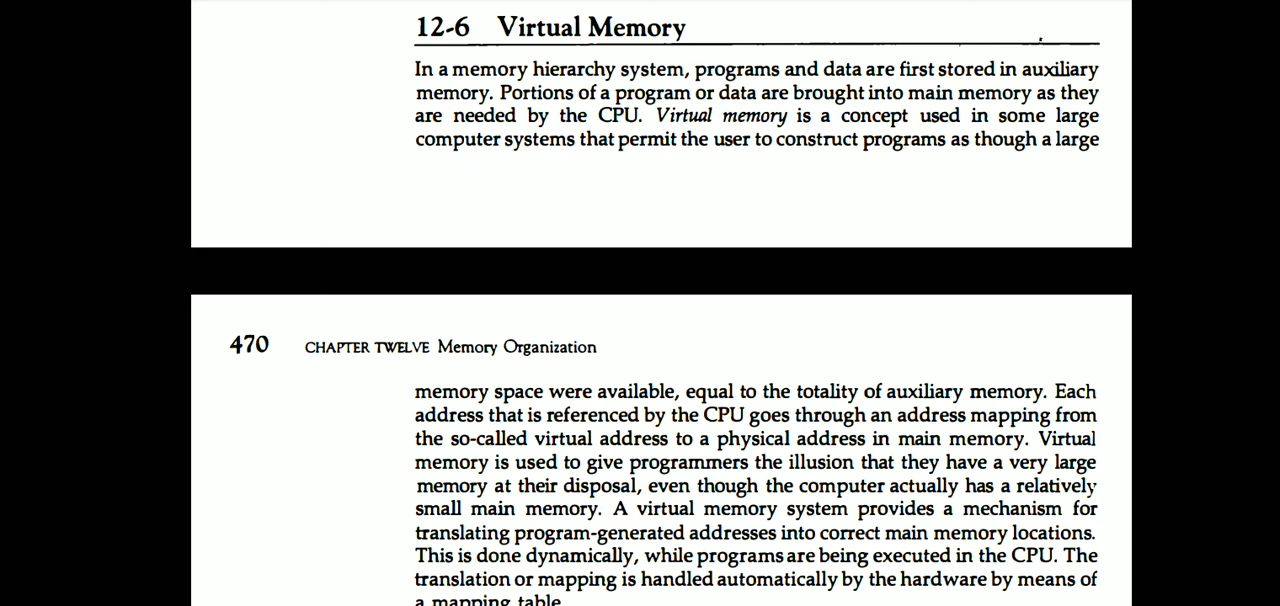 12-6 Virtual Memory
In a memory hierarchy system, programs and data are first stored in auxiliary
memory. Portions of a program or data are brought into main memory as they
are needed by the CPU. Virtual memory is a concept used in some large
computer systems that permit the user to construct programs as though a large
470 CHAPTER TWELVE Memory Organization
memory space were available, equal to the totality of auxiliary memory. Each
address that is referenced by the CPU goes through an address mapping from
the so-called virtual address to a physical address in main memory. Virtual
memory is used to give programmers the illusion that they have a very large
memory at their disposal, even though the computer actually has a relatively
small main memory. A virtual memory system provides a mechanism for
translating program-generated addresses into correct main memory locations.
This is done dynamically, while programs are being executed in the CPU. The
translation or mapping is handled automatically by the hardware by means of
a mapping table.